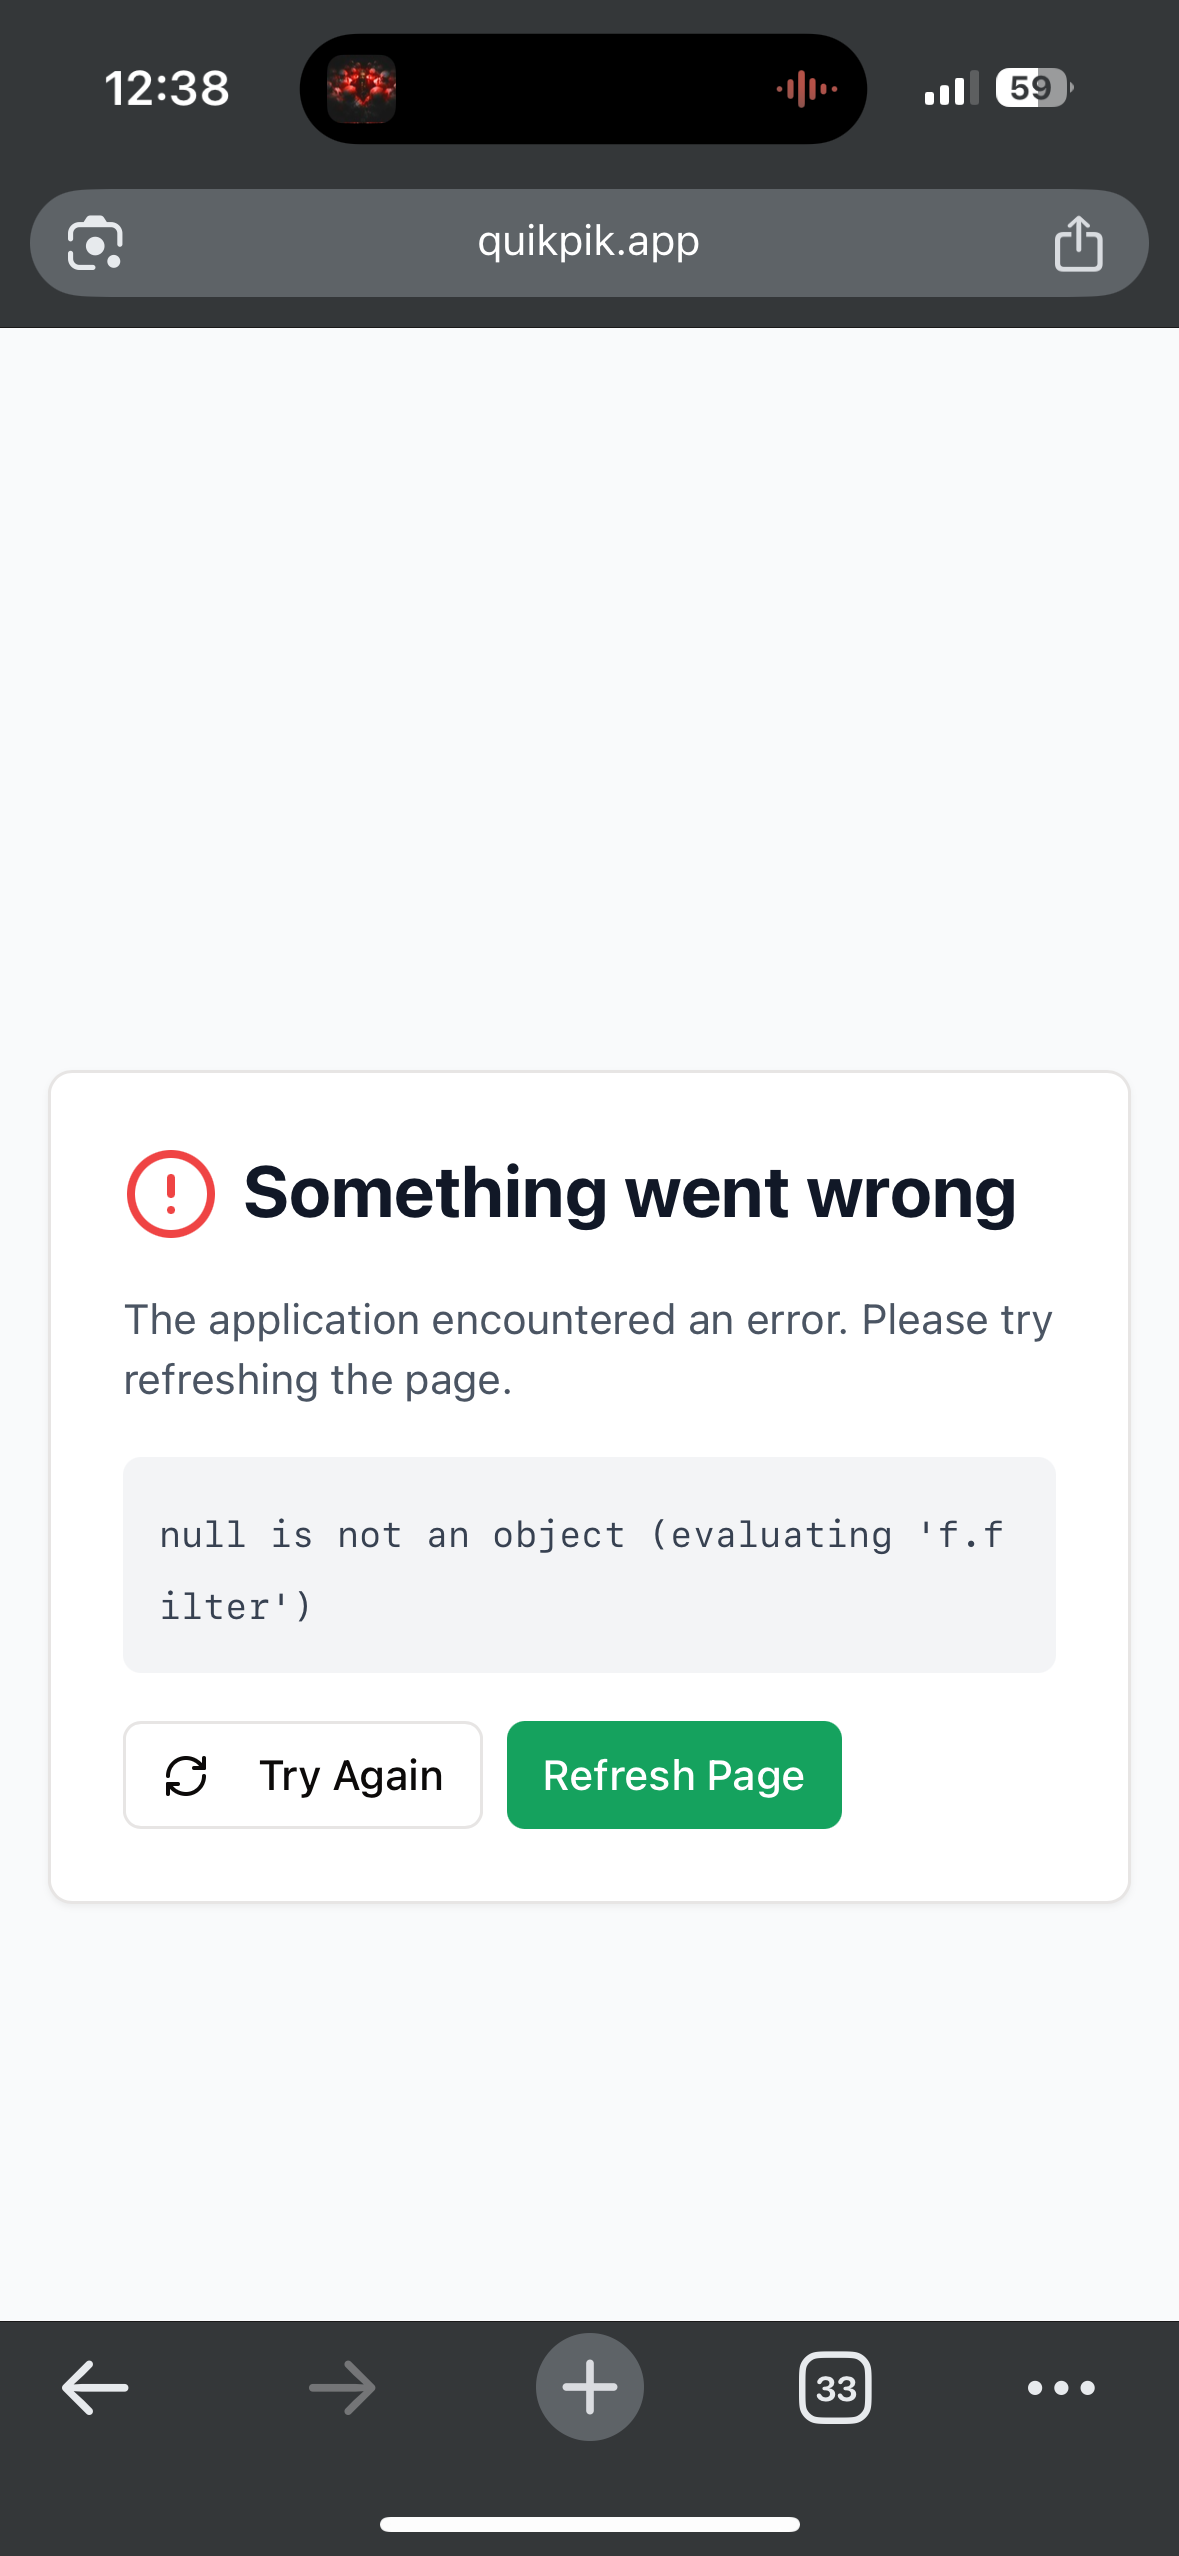 12:38
59
quikpik.app
Something went wrong
The application encountered an error. Please try
refreshing the page.
null is not an object (evaluating 'f.f
ilter')
Try Again
Refresh Page
33